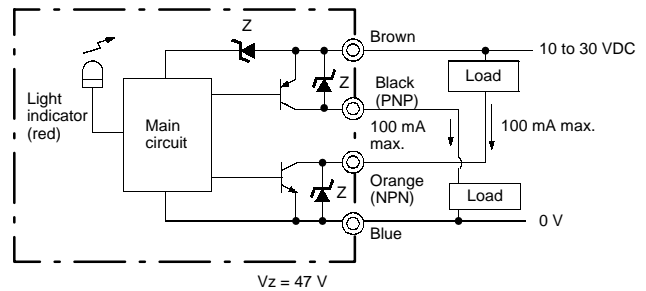 Z
Brown
10 to 30 VDC
Load
Z
Black
(PNP)
Light
indicator
(red)
Main
circuit
100 mA
max.
100 mA max.
Orange
(NPN)
Z
Load
0 V
Blue
Vz = 47 V